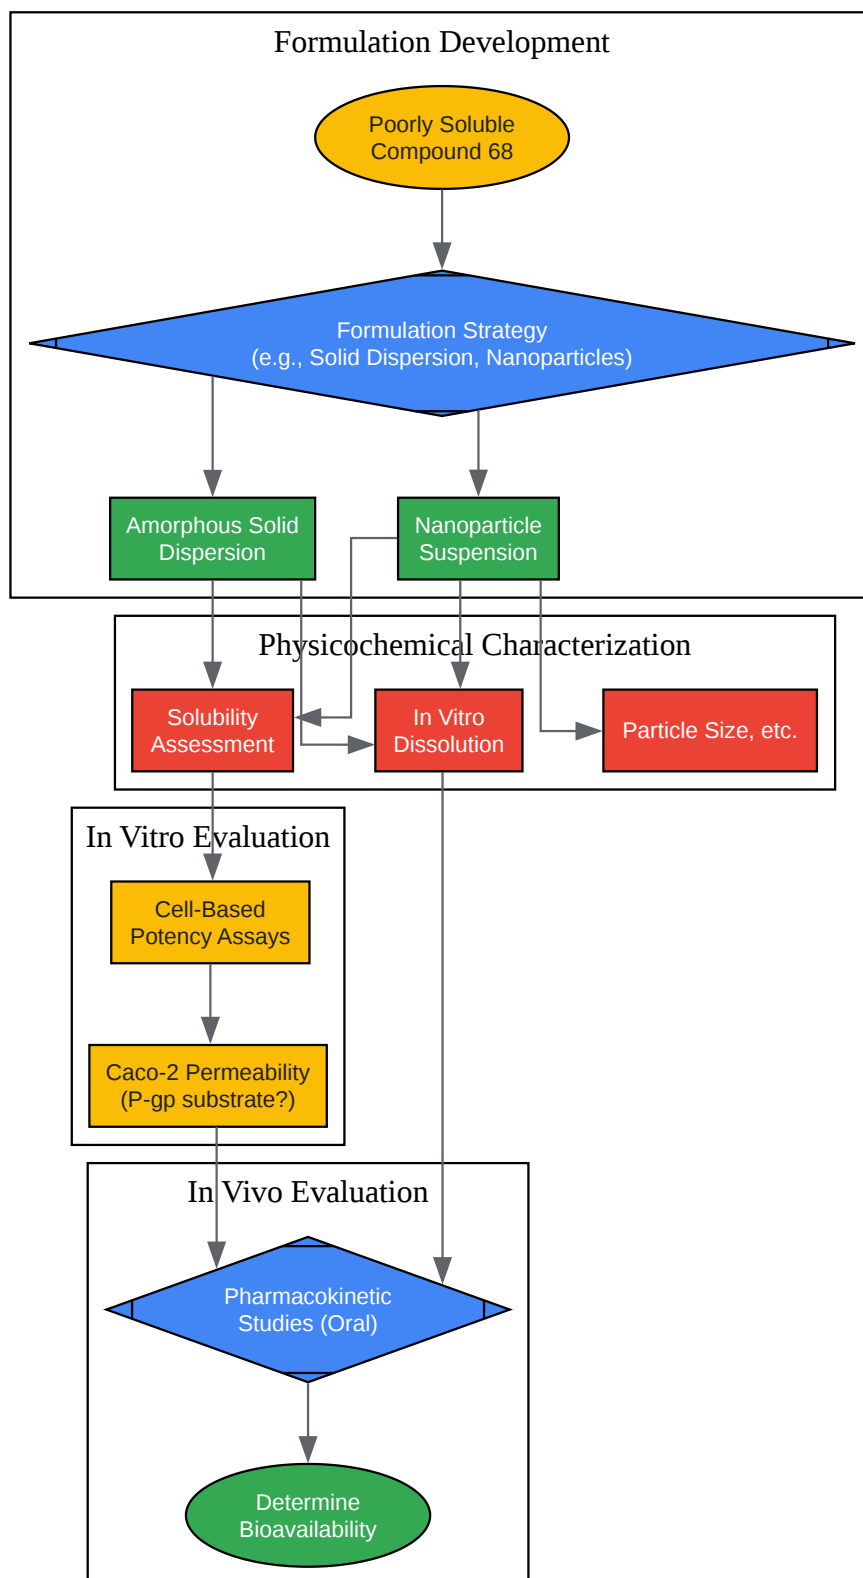 Formulation Development
Poorly Soluble
Compound 68
Formulation Strategy
(e.g., Solid Dispersion, Nanoparticles)
Amorphous Solid
Dispersion
Nanoparticle
Suspension
Physicochemical Characterization
Solubility
Assessment
In Vitro
Dissolution
Particle Size, etc.
In Vitro Evaluation
Cell-Based
Potency Assays
Caco-2 Permeability
(P-gp substrate?)
In Vivo Evaluation
Pharmacokinetic
Studies (Oral)
Determine
Bioavailability